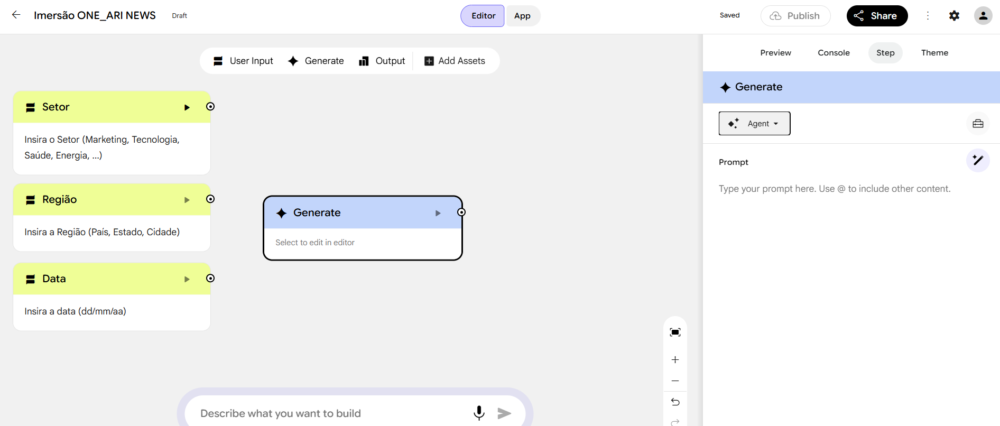 Imersão ONE_ARI NEWS
Draft
Editor
App
Saved
Publish
Share
User Input
Generate
Output
Add Assets
Preview
Console
Step
Theme
Setor
Insira o Setor (Marketing, Tecnologia,
Saúde, Energia, ...)
Região
Insira a Região (País, Estado, Cidade)
Data
Insira a data (dd/mm/aa)
Generate
Select to edit in editor
Generate
Agent
Prompt
Type your prompt here. Use @ to include other content.
Describe what you want to build